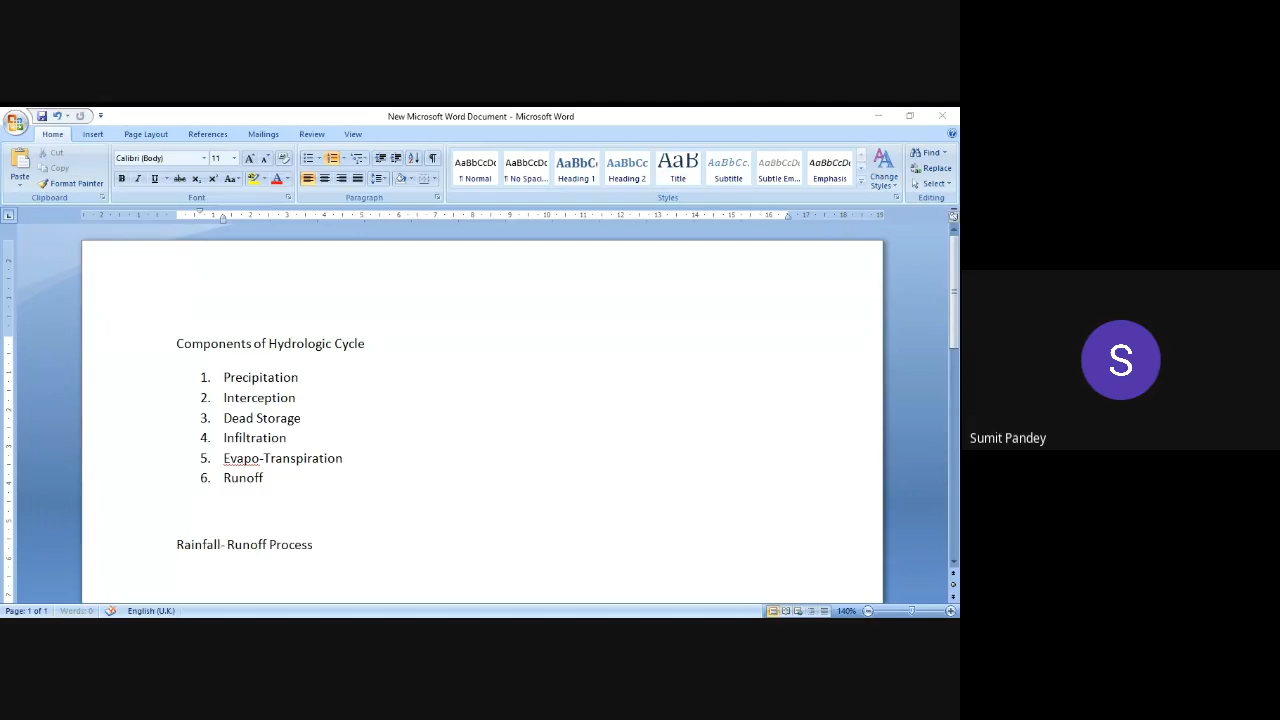 New Microsoft Word Document - Microsoft Word
Home Insert Page Layout References Mailings Review View
Paste
Cut
Copy
Format Painter
Clipboard
Calibri (Body) 11
Font
Paragraph
AaBbCcDc AaBbCcDc AaBbCc AaBbCc AaB AaBbCc. AaBbCcDc AaBbCcDc
¶ Normal ¶ No Spaci... Heading 1 Heading 2 Title Subtitle Subtle Em... Emphasis
Change Styles
Styles
Find
Replace
Select
Editing
Components of Hydrologic Cycle
1. Precipitation
2. Interception
3. Dead Storage
4. Infiltration
5. Evapo-Transpiration
6. Runoff
Rainfall- Runoff Process
Page: 1 of 1 Words: 0 English (U.K.) 140%
S
Sumit Pandey